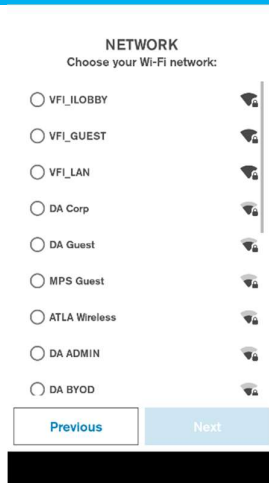 NETWORK
Choose your Wi-Fi network:
VFI_ILOBBY
VFI_GUEST
VFI_LAN
DA Corp
DA Guest
MPS Guest
ATLA Wireless
DA ADMIN
DA BYOD
Previous
Next